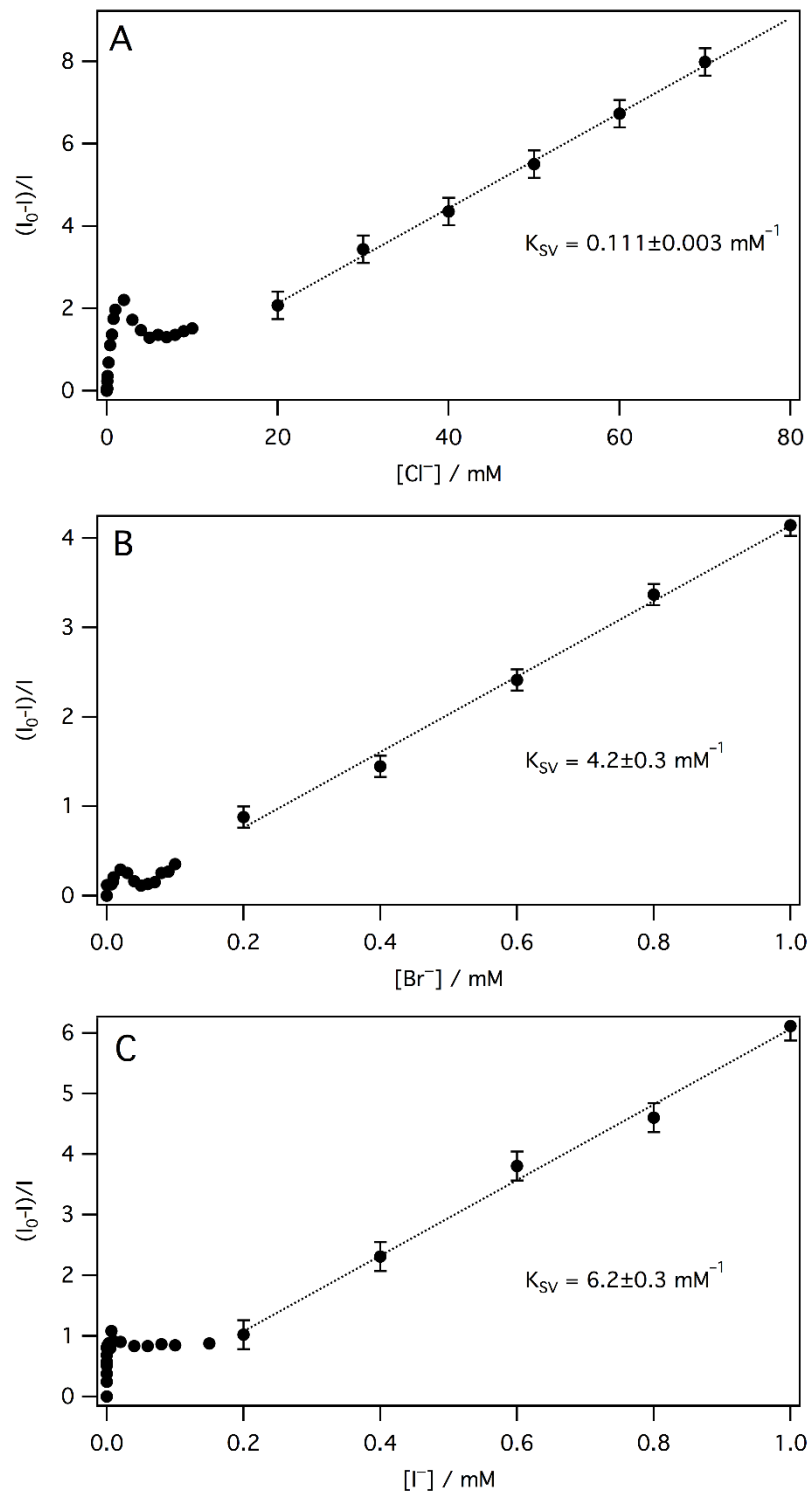 A
8
6
4
2
0
(I₀-I)/I
K_SV = 0.111±0.003 mM⁻¹
0 20 40 60 80
[Cl⁻] / mM
B
4
3
2
1
0
(I₀-I)/I
K_SV = 4.2±0.3 mM⁻¹
0.0 0.2 0.4 0.6 0.8 1.0
[Br⁻] / mM
C
6
5
4
3
2
1
0
(I₀-I)/I
K_SV = 6.2±0.3 mM⁻¹
0.0 0.2 0.4 0.6 0.8 1.0
[I⁻] / mM